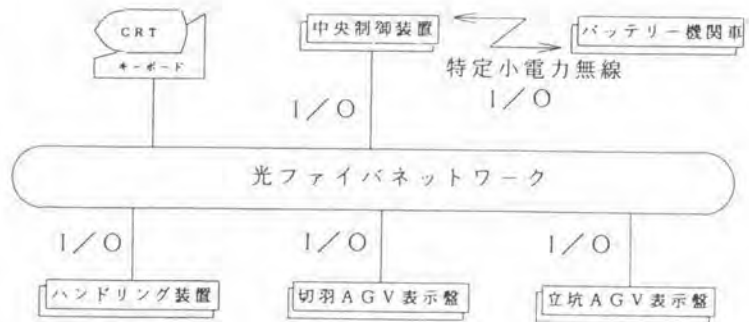 CRT
キーボード
中央制御装置
バッテリー機関車
特定小電力無線
I/O
I/O
光ファイバネットワーク
I/O
I/O
I/O
ハンドリング装置
切羽AGV表示盤
立坑AGV表示盤